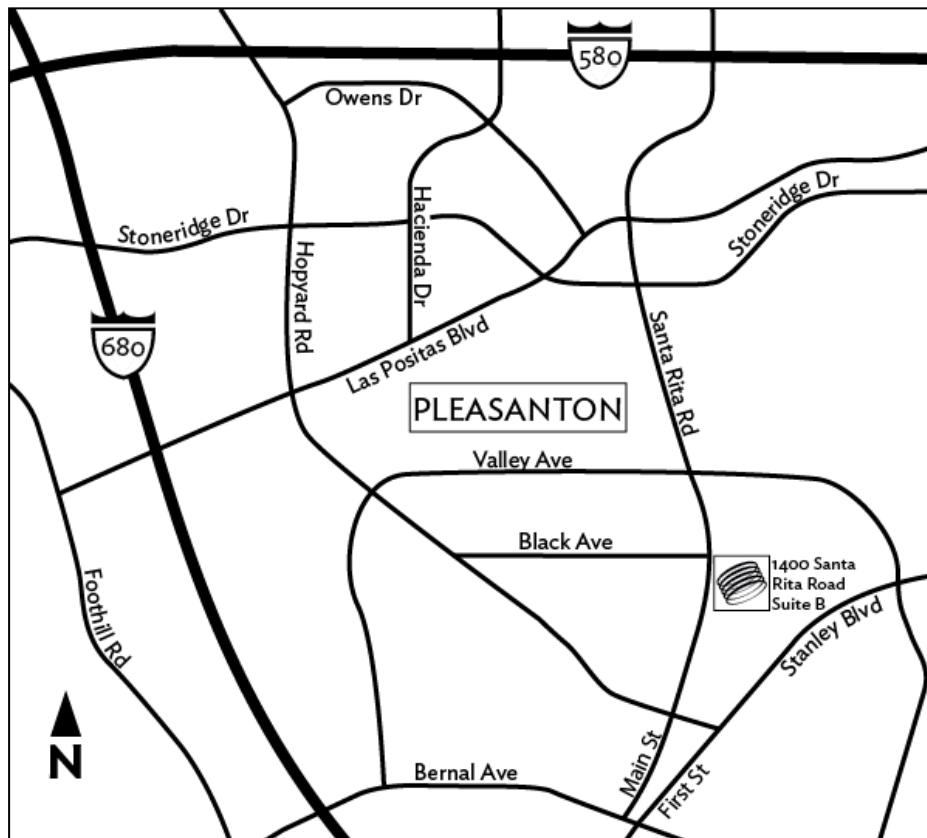 580
Owens Dr
Hacienda Dr
Stoneridge Dr
Stoneridge Dr
Hopyard Rd
680
Las Positas Blvd
Santa Rita Rd
PLEASANTON
Valley Ave
Black Ave
1400 Santa
Rita Road
Suite B
Foothill Rd
Stanley Blvd
N
Main St
First St
Bernal Ave